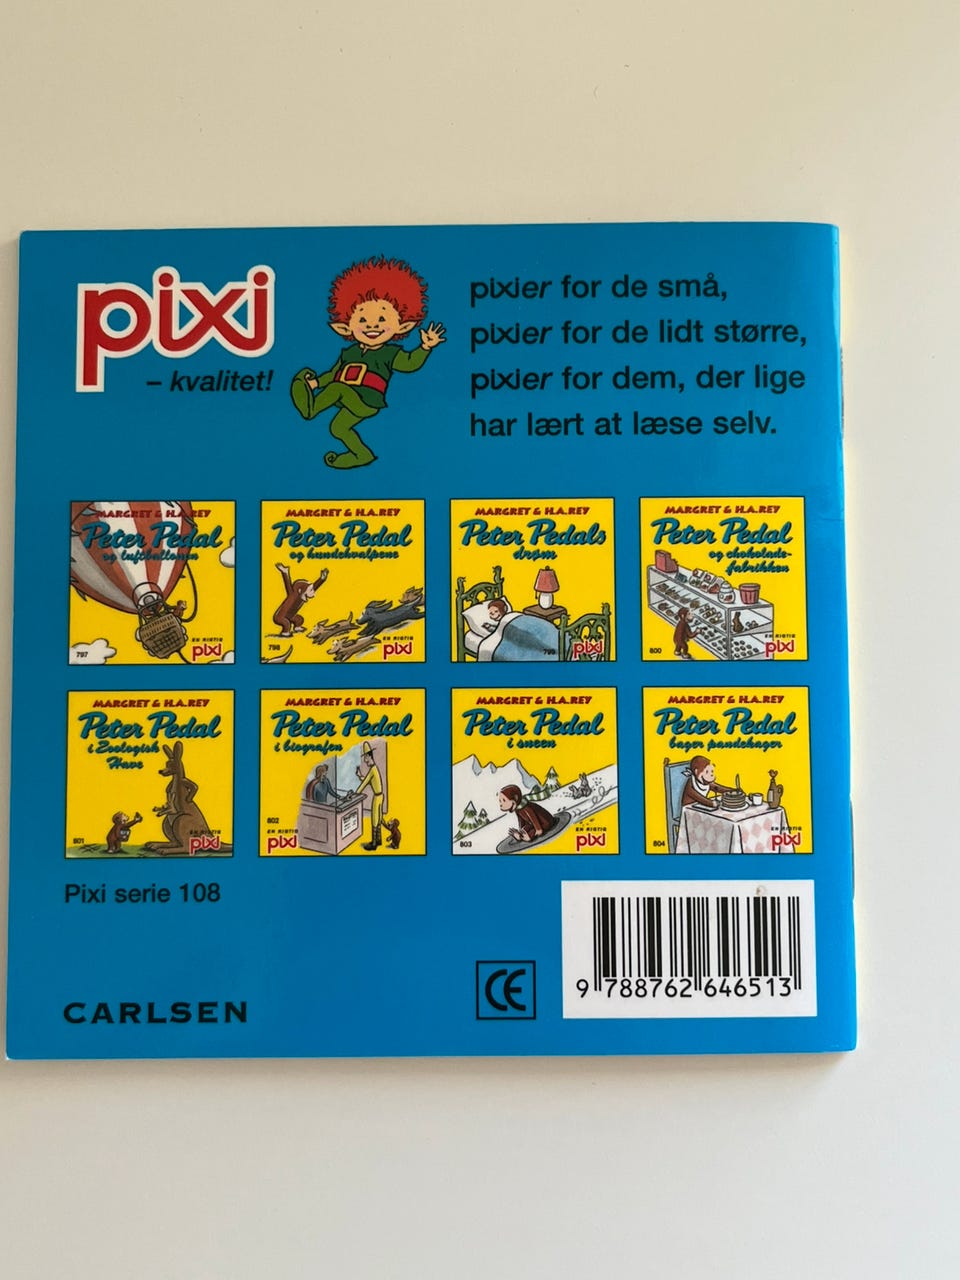 pixi
– kvalitet!
pixier for de små,
pixier for de lidt større,
pixier for dem, der lige
har lært at læse selv.
MARGRET & H.A.REY
Peter Pedal
og luftballonen
797
EN RIGTIG
pixi
MARGRET & H.A.REY
Peter Pedal
og hundehvalpene
798
EN RIGTIG
pixi
MARGRET & H.A.REY
Peter Pedals
drøm
799
EN RIGTIG
pixi
MARGRET & H.A.REY
Peter Pedal
og chokolade-
fabrikken
800
EN RIGTIG
pixi
MARGRET & H.A.REY
Peter Pedal
i Zoologisk
Have
801
EN RIGTIG
pixi
MARGRET & H.A.REY
Peter Pedal
i biografen
802
EN RIGTIG
pixi
MARGRET & H.A.REY
Peter Pedal
i sneen
803
EN RIGTIG
pixi
MARGRET & H.A.REY
Peter Pedal
bager pandekager
804
EN RIGTIG
pixi
Pixi serie 108
CARLSEN
CE
9 788762 646513